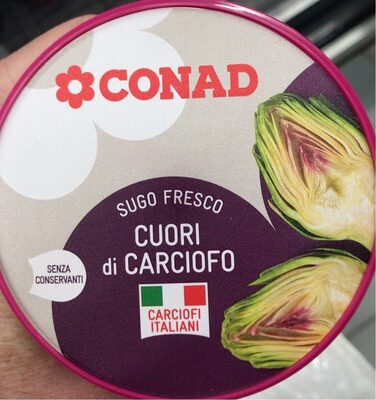 CONAD
SUGO FRESCO
CUORI
di CARCIOFO
SENZA
CONSERVANTI
CARCIOFI
ITALIANI